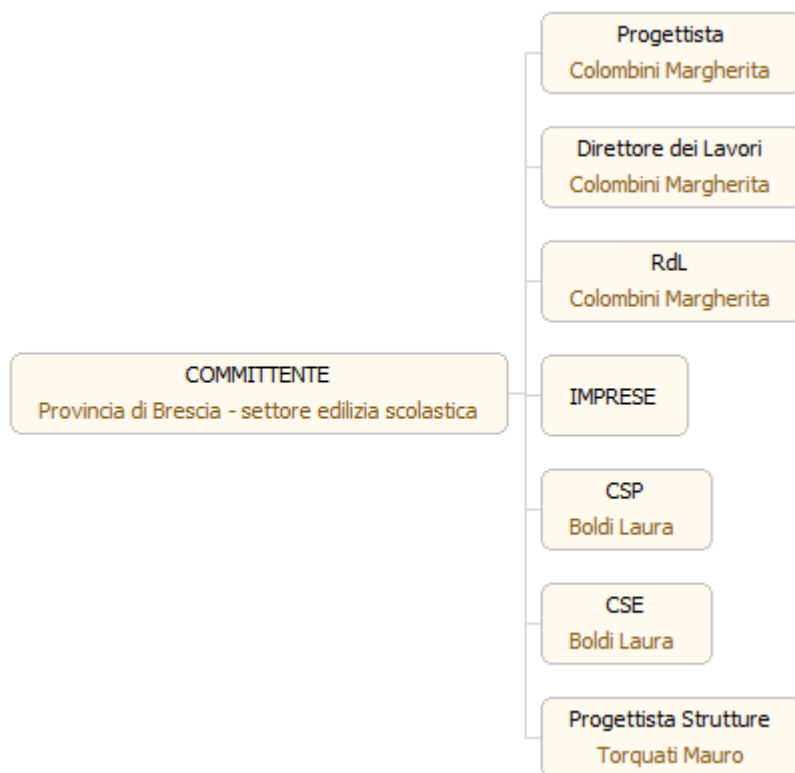 Progettista
Colombini Margherita
Direttore dei Lavori
Colombini Margherita
RdL
Colombini Margherita
COMMITTENTE
Provincia di Brescia - settore edilizia scolastica
IMPRESE
CSP
Boldi Laura
CSE
Boldi Laura
Progettista Strutture
Torquati Mauro